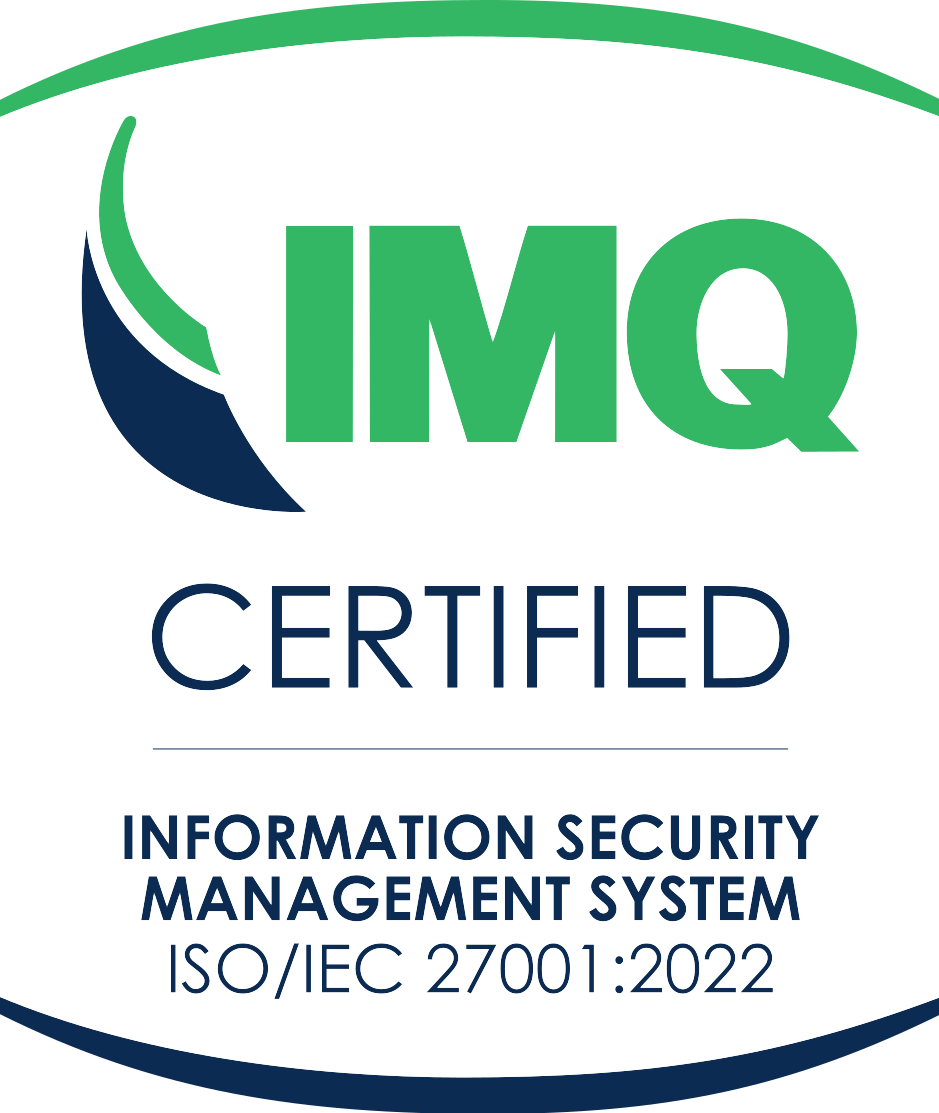 IMQ
CERTIFIED
INFORMATION SECURITY
MANAGEMENT SYSTEM
ISO/IEC 27001:2022